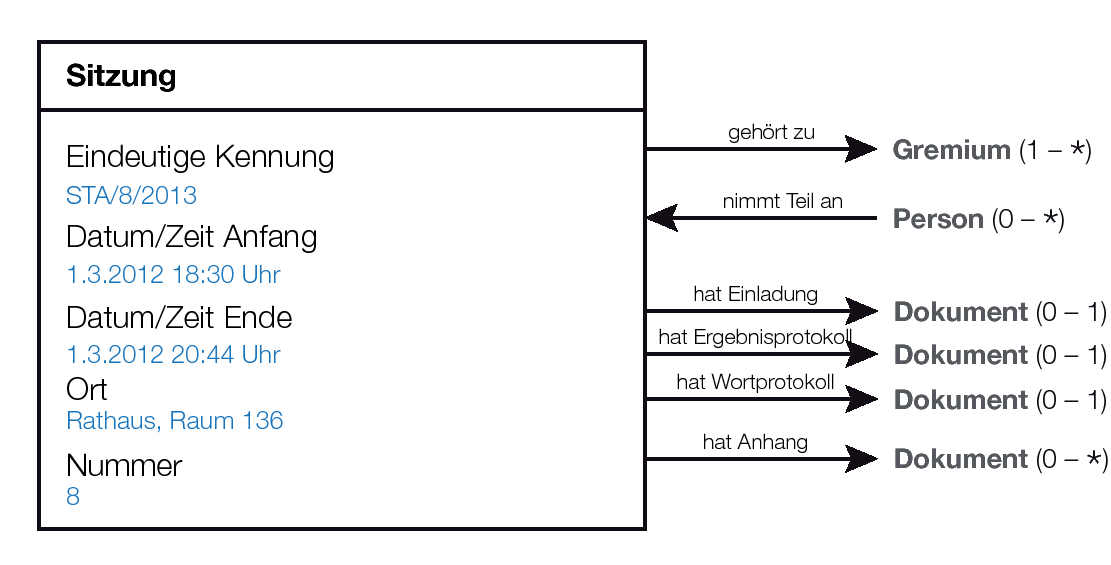 Sitzung
Eindeutige Kennung
STA/8/2013
Datum/Zeit Anfang
1.3.2012 18:30 Uhr
Datum/Zeit Ende
1.3.2012 20:44 Uhr
Ort
Rathaus, Raum 136
Nummer
8
gehört zu
Gremium (1 – *)
nimmt Teil an
Person (0 – *)
hat Einladung
Dokument (0 – 1)
hat Ergebnisprotokoll
Dokument (0 – 1)
hat Wortprotokoll
Dokument (0 – 1)
hat Anhang
Dokument (0 – *)